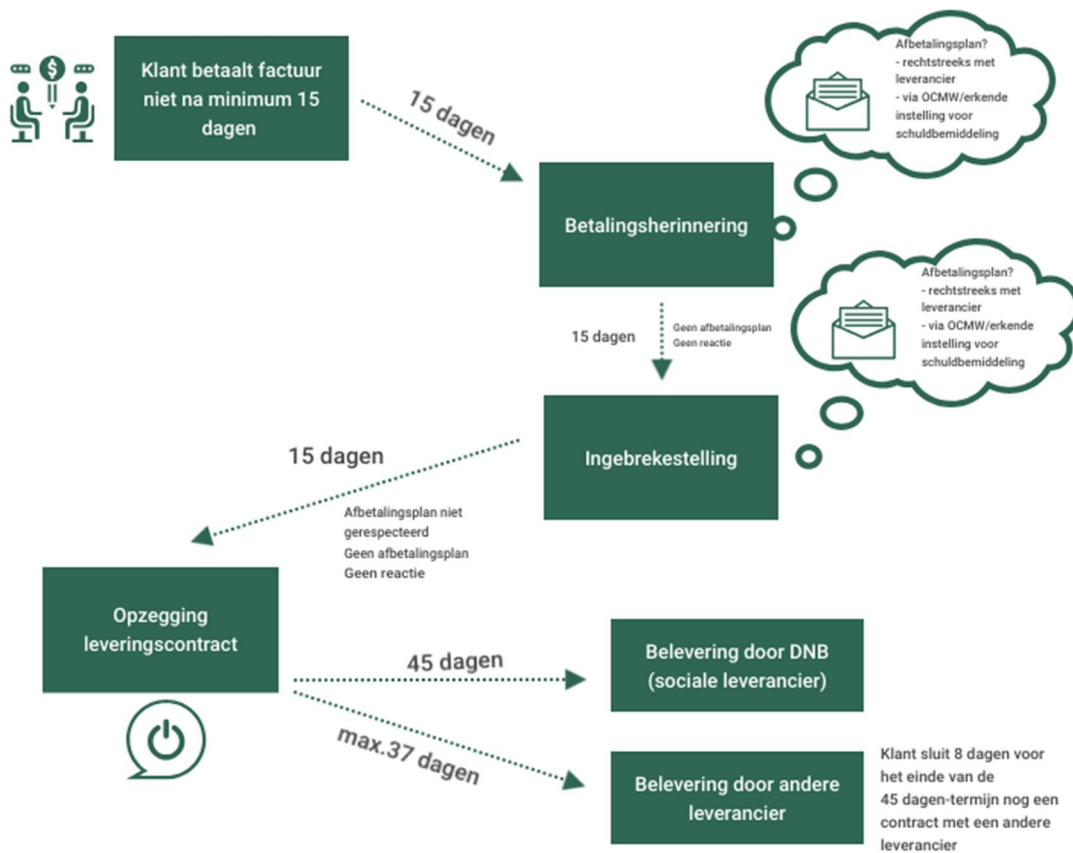 $
Klant betaalt factuur
niet na minimum 15
dagen
15 dagen
Afbetalingsplan?
- rechtstreeks met
leverancier
- via OCMW/erkende
instelling voor
schuldbemiddeling
Betalingsherinnering
15 dagen
Geen afbetalingsplan
Geen reactie
Afbetalingsplan?
- rechtstreeks met
leverancier
- via OCMW/erkende
instelling voor
schuldbemiddeling
Ingebrekestelling
15 dagen
Afbetalingsplan niet
gerespecteerd
Geen afbetalingsplan
Geen reactie
Opzegging
leveringscontract
45 dagen
Belevering door DNB
(sociale leverancier)
max.37 dagen
Belevering door andere
leverancier
Klant sluit 8 dagen voor
het einde van de
45 dagen-termijn nog een
contract met een andere
leverancier